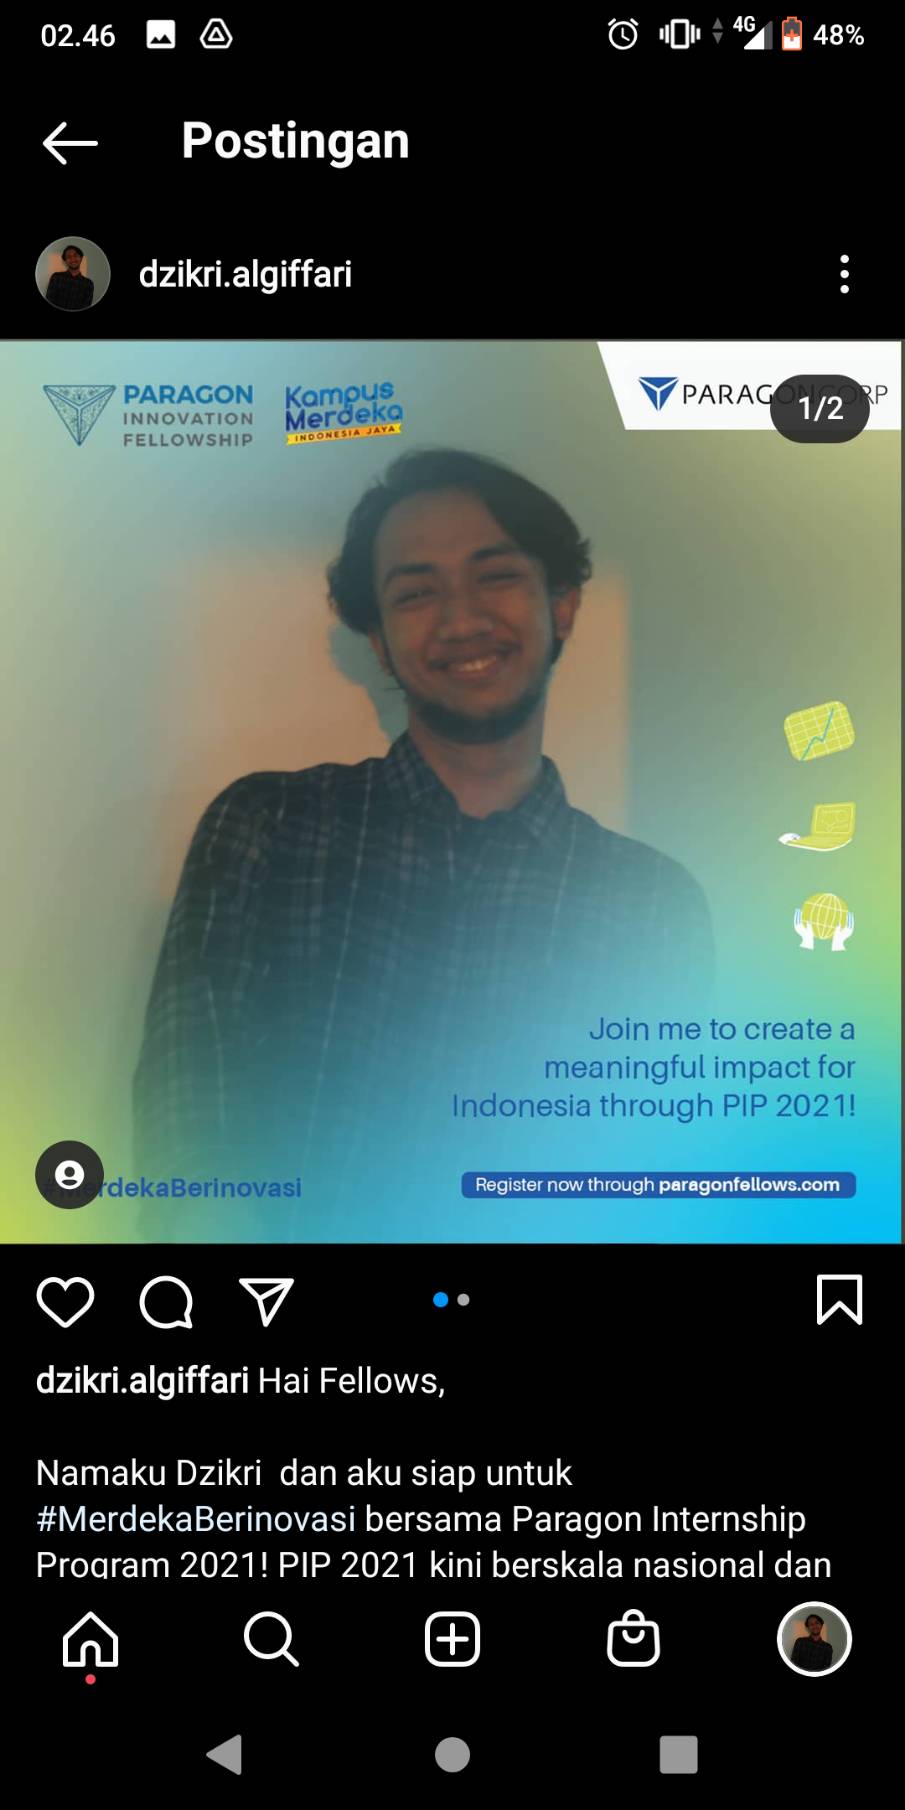 02.46
4G
48%
Postingan
dzikri.algiffari
PARAGON
INNOVATION
FELLOWSHIP
Kampus
Merdeka
INDONESIA JAYA
PARAGONCORP
1/2
Join me to create a
meaningful impact for
Indonesia through PIP 2021!
#MerdekaBerinovasi
Register now through paragonfellows.com
dzikri.algiffari Hai Fellows,
Namaku Dzikri dan aku siap untuk
#MerdekaBerinovasi bersama Paragon Internship
Program 2021! PIP 2021 kini berskala nasional dan